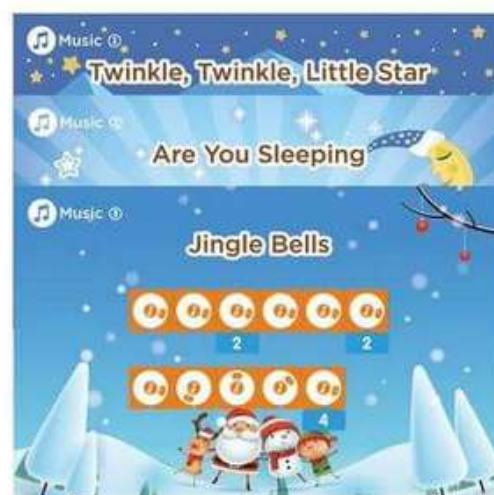 Music ①
Twinkle, Twinkle, Little Star
Music ②
Are You Sleeping
Music ③
Jingle Bells
2 2
4